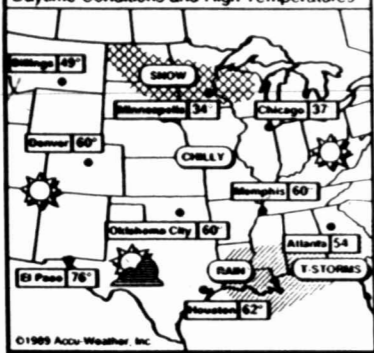 Daytime Conditions and High Temperatures
Billings 49°
SNOW
Minneapolis 34°
Chicago 37
Denver 60°
CHILLY
Memphis 60
Oklahoma City 60
Atlanta 54
RAIN
T-STORMS
El Paso 76°
Houston 62°
©1989 Accu-Weather, Inc